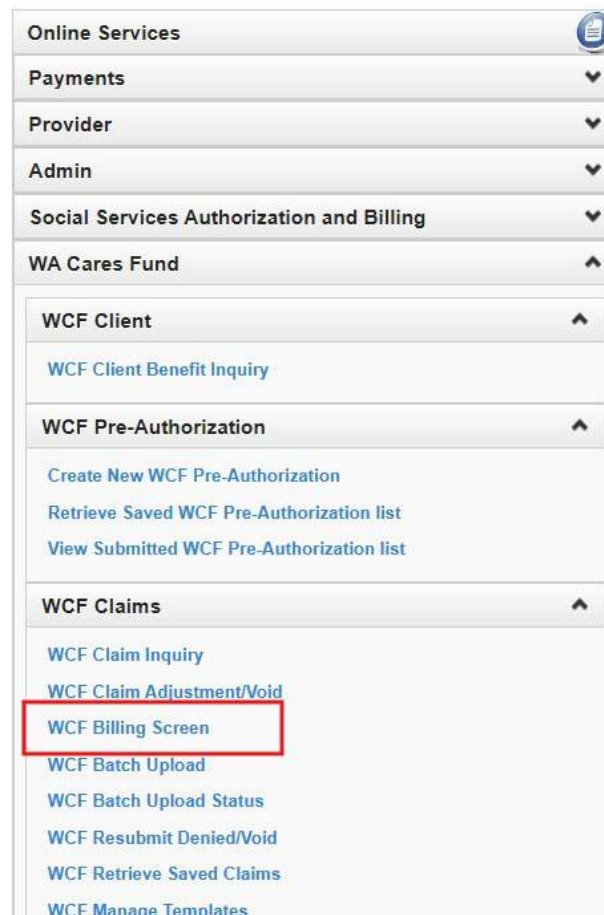 Online Services
Payments
Provider
Admin
Social Services Authorization and Billing
WA Cares Fund
WCF Client
WCF Client Benefit Inquiry
WCF Pre-Authorization
Create New WCF Pre-Authorization
Retrieve Saved WCF Pre-Authorization list
View Submitted WCF Pre-Authorization list
WCF Claims
WCF Claim Inquiry
WCF Claim Adjustment/Void
WCF Billing Screen
WCF Batch Upload
WCF Batch Upload Status
WCF Resubmit Denied/Void
WCF Retrieve Saved Claims
WCF Manage Templates